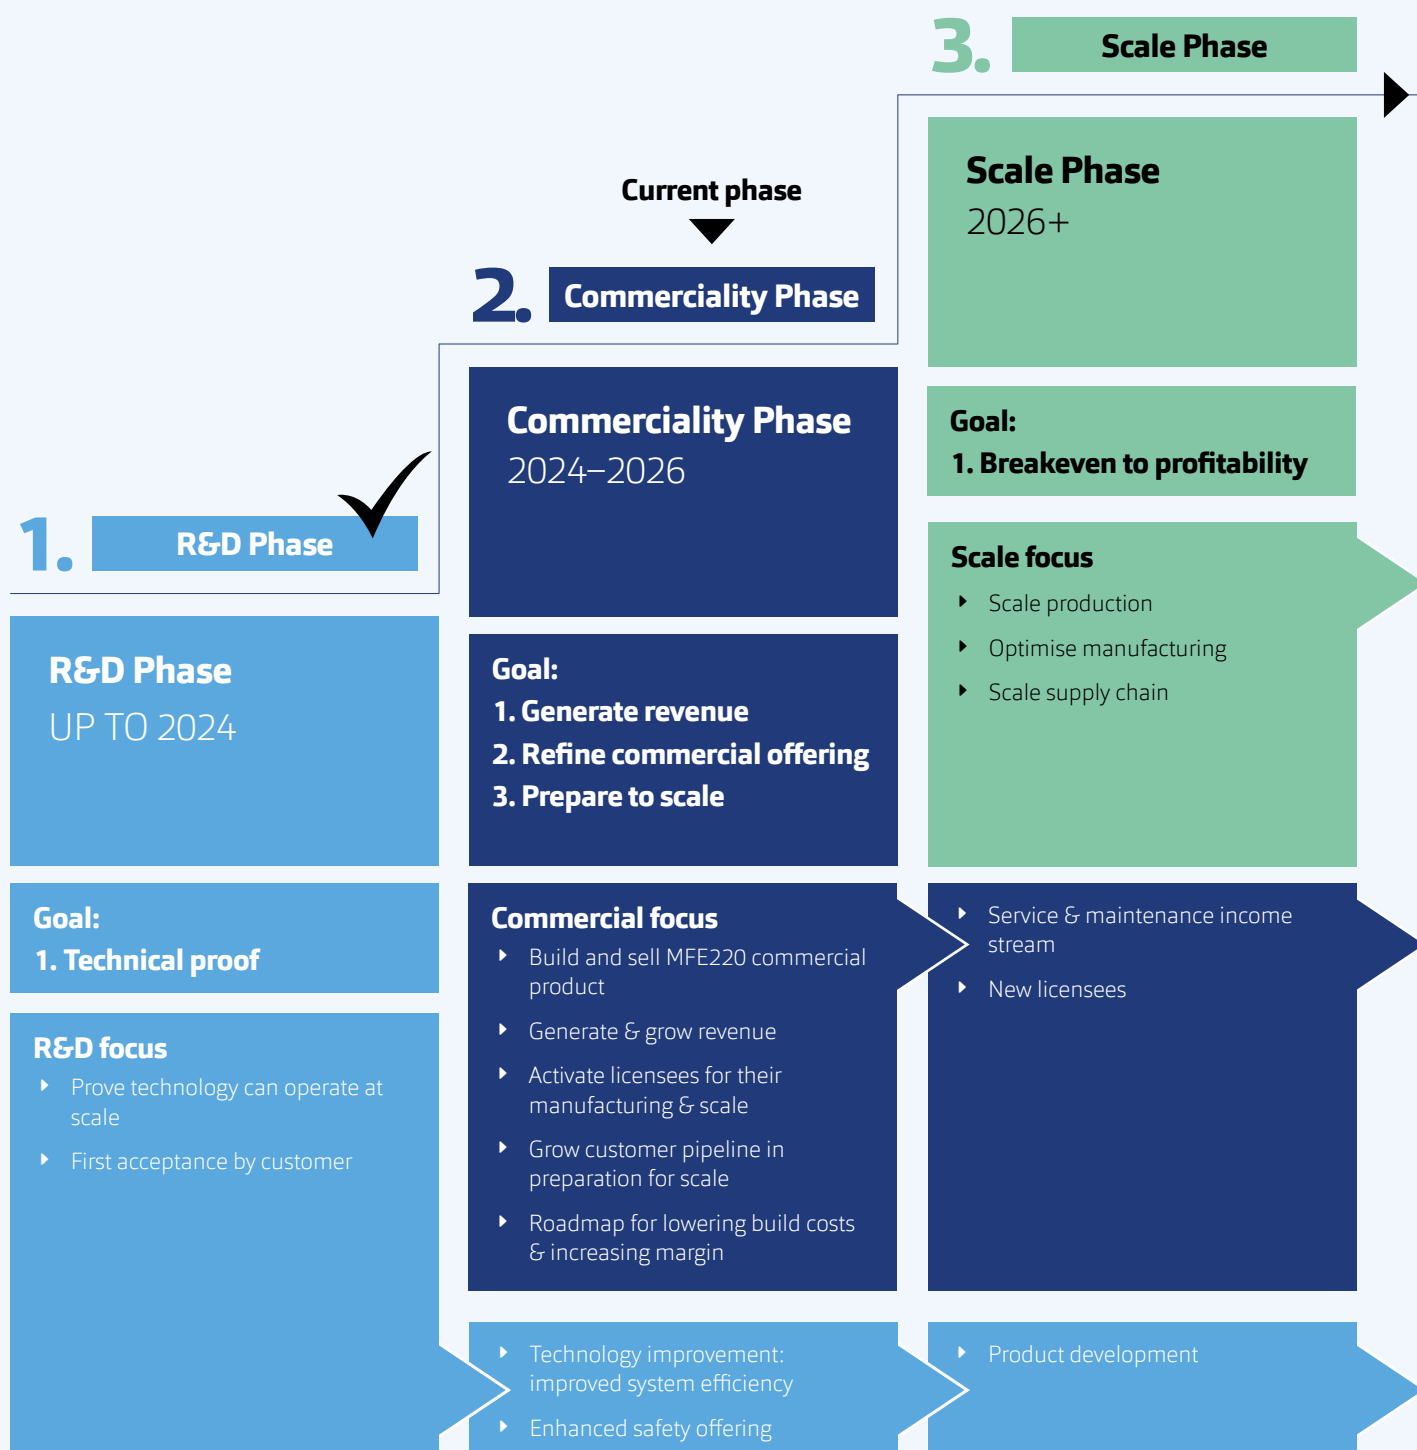 1.
R&D Phase
R&D Phase
UP TO 2024
Goal:
1. Technical proof
R&D focus
Prove technology can operate at
scale
First acceptance by customer
Current phase
2.
Commerciality Phase
Commerciality Phase
2024–2026
Goal:
1. Generate revenue
2. Refine commercial offering
3. Prepare to scale
Commercial focus
Build and sell MFE220 commercial
product
Generate & grow revenue
Activate licensees for their
manufacturing & scale
Grow customer pipeline in
preparation for scale
Roadmap for lowering build costs
& increasing margin
Technology improvement:
improved system efficiency
Enhanced safety offering
3.
Scale Phase
Scale Phase
2026+
Goal:
1. Breakeven to profitability
Scale focus
Scale production
Optimise manufacturing
Scale supply chain
Service & maintenance income
stream
New licensees
Product development